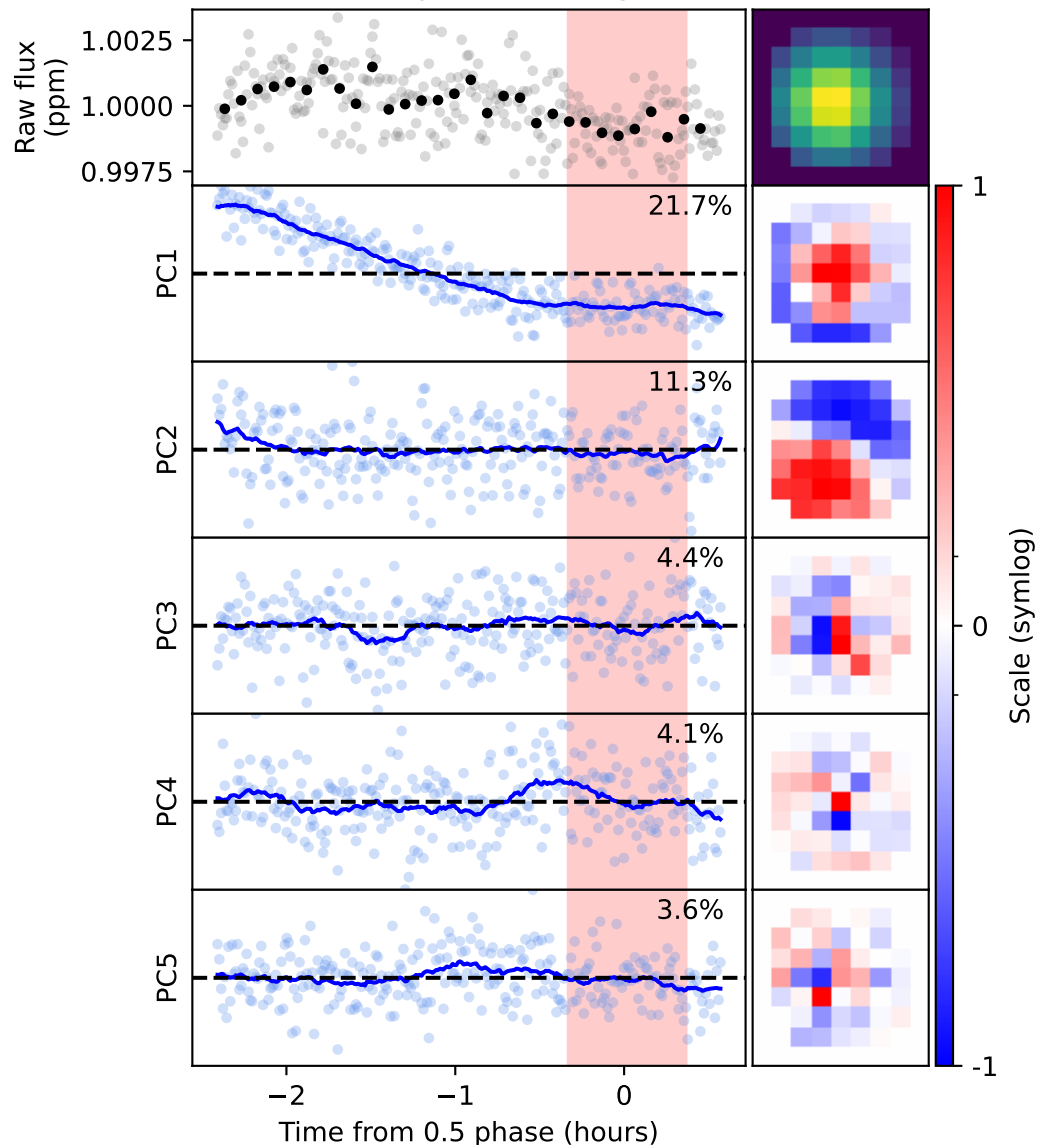 Raw flux
(ppm)
1.0025
1.0000
0.9975
PC1
21.7%
1
PC2
11.3%
PC3
4.4%
0
Scale (symlog)
PC4
4.1%
PC5
3.6%
-1
−2
−1
0
Time from 0.5 phase (hours)